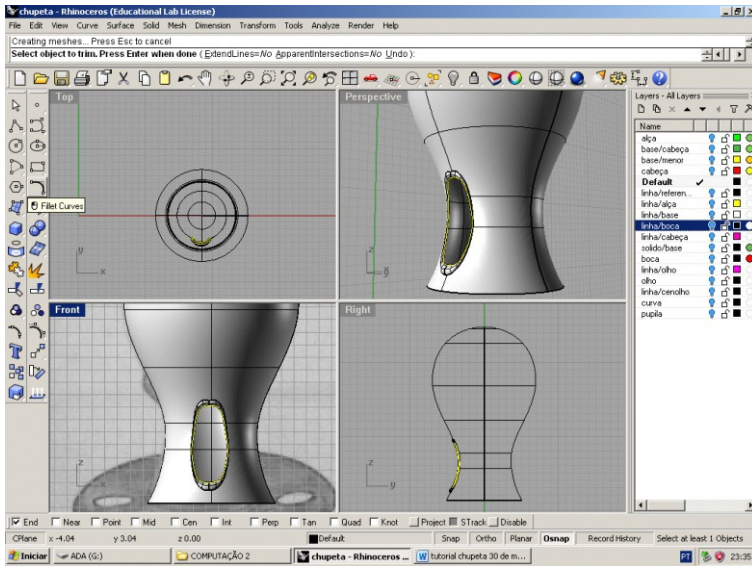 chupeta - Rhinoceros (Educational Lab License)
File Edit View Curve Surface Solid Mesh Dimension Transform Tools Analyze Render Help
Creating meshes... Press Esc to cancel
Select object to trim. Press Enter when done ( ExtendLines=No ApparentIntersections=No Undo ):
Top
Perspective
Layers - All Layers
Name
alça
base/cabeça
base/menor
cabeça
Default
linha/referen...
linha/alça
linha/base
linha/boca
linha/cabeça
solido/base
boca
linha/olho
olho
linha/cenolho
curva
pupila
Fillet Curves
y
x
z
x
Front
Right
z
x
z
y
End Near Point Mid Cen Int Perp Tan Quad Knot Project STrack Disable
CPlane x -4.04 y 3.04 z 0.00 Default Snap Ortho Planar Osnap Record History Select at least 1 Objects
Iniciar ADA (G:) COMPUTAÇÃO 2 chupeta - Rhinoceros ... tutorial chupeta 30 de m... PT 23:35